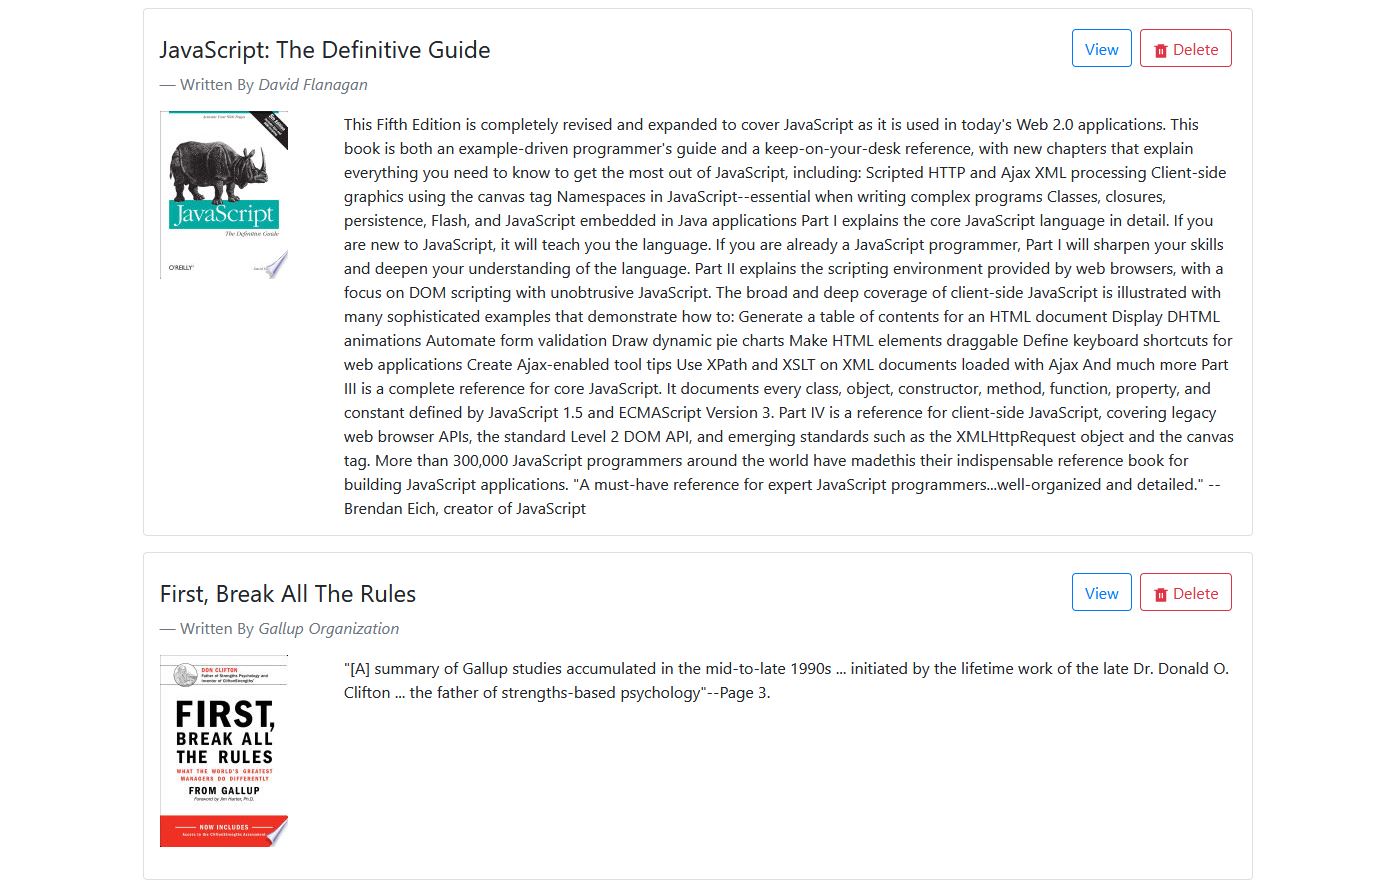 JavaScript: The Definitive Guide
View
Delete
— Written By David Flanagan
JavaScript
The Definitive Guide
O'REILLY
This Fifth Edition is completely revised and expanded to cover JavaScript as it is used in today's Web 2.0 applications. This
book is both an example-driven programmer's guide and a keep-on-your-desk reference, with new chapters that explain
everything you need to know to get the most out of JavaScript, including: Scripted HTTP and Ajax XML processing Client-side
graphics using the canvas tag Namespaces in JavaScript--essential when writing complex programs Classes, closures,
persistence, Flash, and JavaScript embedded in Java applications Part I explains the core JavaScript language in detail. If you
are new to JavaScript, it will teach you the language. If you are already a JavaScript programmer, Part I will sharpen your skills
and deepen your understanding of the language. Part II explains the scripting environment provided by web browsers, with a
focus on DOM scripting with unobtrusive JavaScript. The broad and deep coverage of client-side JavaScript is illustrated with
many sophisticated examples that demonstrate how to: Generate a table of contents for an HTML document Display DHTML
animations Automate form validation Draw dynamic pie charts Make HTML elements draggable Define keyboard shortcuts for
web applications Create Ajax-enabled tool tips Use XPath and XSLT on XML documents loaded with Ajax And much more Part
III is a complete reference for core JavaScript. It documents every class, object, constructor, method, function, property, and
constant defined by JavaScript 1.5 and ECMAScript Version 3. Part IV is a reference for client-side JavaScript, covering legacy
web browser APIs, the standard Level 2 DOM API, and emerging standards such as the XMLHttpRequest object and the canvas
tag. More than 300,000 JavaScript programmers around the world have madethis their indispensable reference book for
building JavaScript applications. "A must-have reference for expert JavaScript programmers...well-organized and detailed." --
Brendan Eich, creator of JavaScript
First, Break All The Rules
View
Delete
— Written By Gallup Organization
DON CLIFTON
Father of Strengths Psychology and
Inventor of CliftonStrengths
FIRST,
BREAK ALL
THE RULES
WHAT THE WORLD'S GREATEST
MANAGERS DO DIFFERENTLY
FROM GALLUP
Foreword by Jim Harter, Ph.D.
NOW INCLUDES
Access to the CliftonStrengths Assessment
"[A] summary of Gallup studies accumulated in the mid-to-late 1990s ... initiated by the lifetime work of the late Dr. Donald O.
Clifton ... the father of strengths-based psychology"--Page 3.